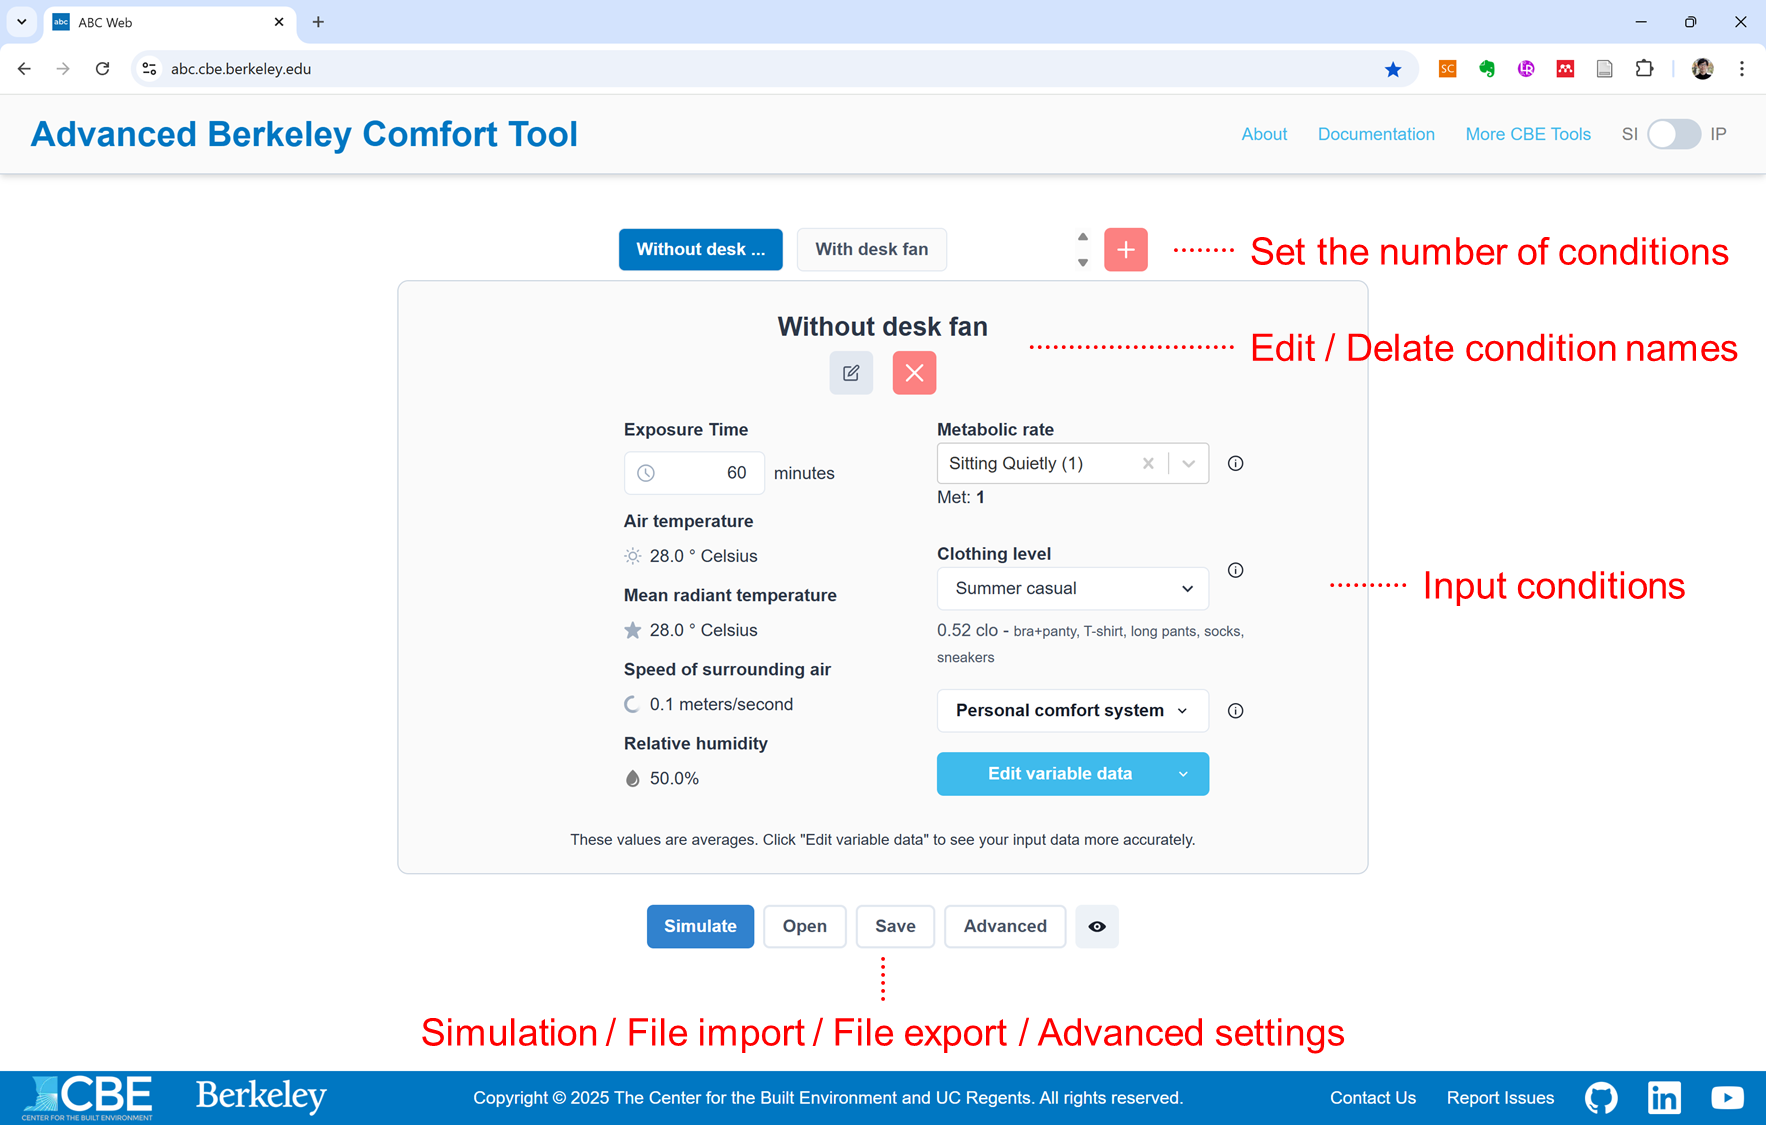 abc ABC Web
abc.cbe.berkeley.edu
SC
Advanced Berkeley Comfort Tool
About Documentation More CBE Tools SI IP
Without desk ... With desk fan + Set the number of conditions
Without desk fan
Edit / Delate condition names
Exposure Time
60 minutes
Air temperature
28.0 ° Celsius
Mean radiant temperature
28.0 ° Celsius
Speed of surrounding air
0.1 meters/second
Relative humidity
50.0%
Metabolic rate
Sitting Quietly (1)
Met: 1
Clothing level
Summer casual
0.52 clo - bra+panty, T-shirt, long pants, socks,
sneakers
Personal comfort system
Edit variable data
Input conditions
These values are averages. Click "Edit variable data" to see your input data more accurately.
Simulate Open Save Advanced
Simulation / File import / File export / Advanced settings
CBE
CENTER FOR THE BUILT ENVIRONMENT
Berkeley
Copyright © 2025 The Center for the Built Environment and UC Regents. All rights reserved.
Contact Us Report Issues in